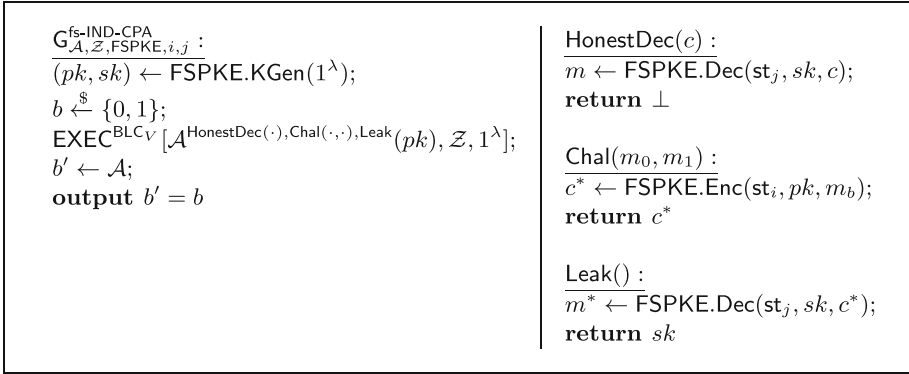 G^{fs-IND-CPA}_{𝒜,𝒵,FSPKE,i,j} :
(pk, sk) ← FSPKE.KGen(1^λ);
b ←^$ {0, 1};
EXEC^{BLC_V}[𝒜^{HonestDec(·),Chal(·,·),Leak}(pk), 𝒵, 1^λ];
b′ ← 𝒜;
output b′ = b
HonestDec(c) :
m ← FSPKE.Dec(st_j, sk, c);
return ⊥
Chal(m_0, m_1) :
c* ← FSPKE.Enc(st_i, pk, m_b);
return c*
Leak() :
m* ← FSPKE.Dec(st_j, sk, c*);
return sk